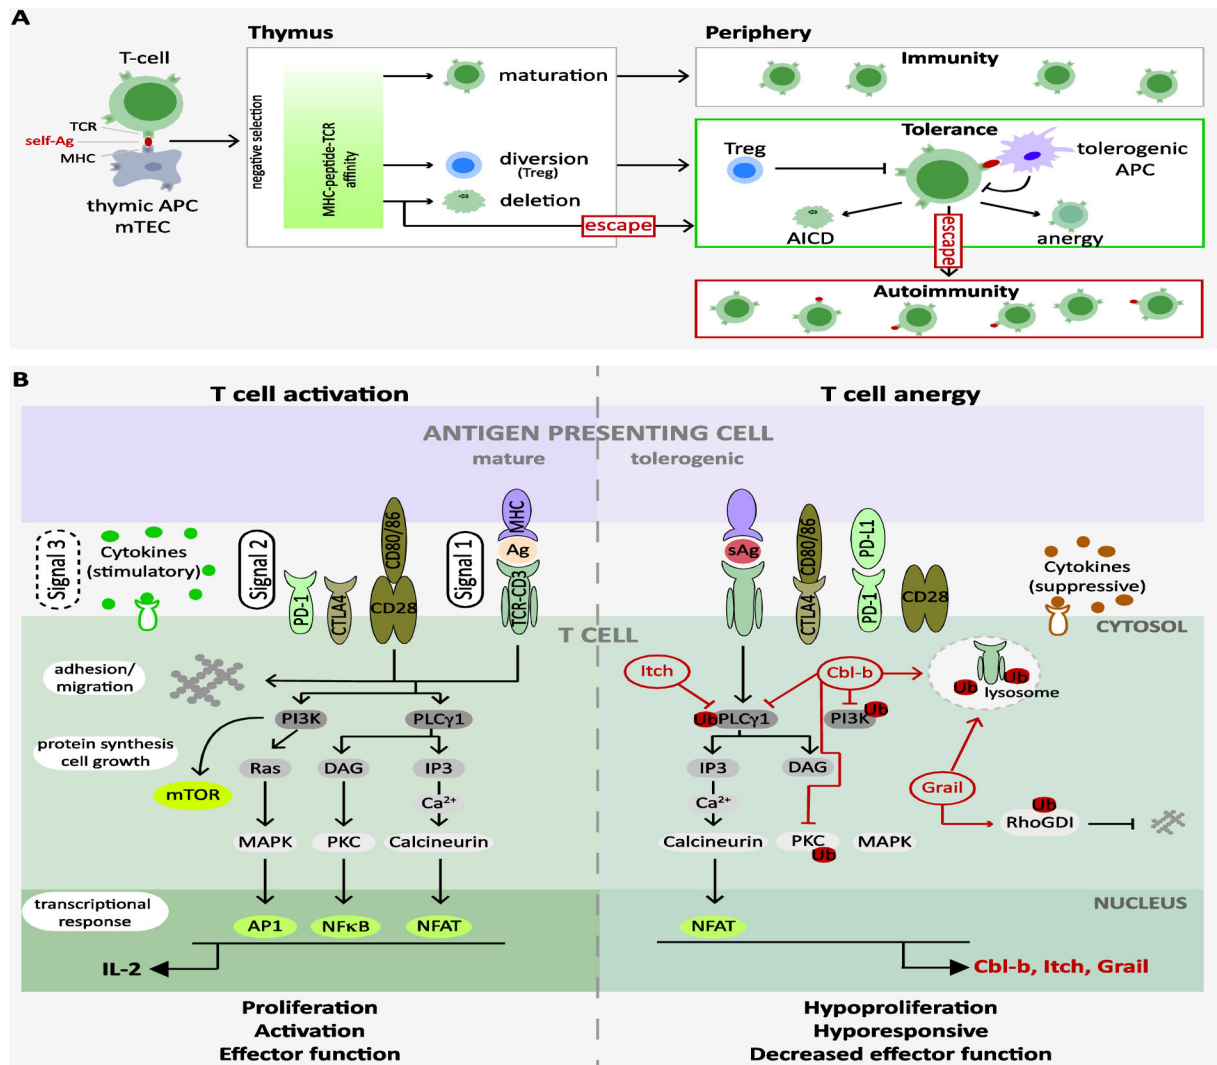 A
Thymus
Periphery
T-cell
TCR
self-Ag
MHC
thymic APC
mTEC
negative selection
MHC-peptide-TCR
affinity
maturation
diversion
(Treg)
deletion
escape
Immunity
Tolerance
Treg
tolerogenic
APC
AICD
anergy
escape
Autoimmunity
B
T cell activation
T cell anergy
ANTIGEN PRESENTING CELL
mature
tolerogenic
Signal 3
Cytokines
(stimulatory)
Signal 2
PD-1
CTLA4
CD80/86
CD28
Signal 1
MHC
Ag
TCR-CD3
sAg
CD80/86
CTLA4
PD-L1
PD-1
CD28
Cytokines
(suppressive)
T CELL
CYTOSOL
adhesion/
migration
PI3K
PLCγ1
protein synthesis
cell growth
mTOR
Ras
DAG
IP3
Ca2+
MAPK
PKC
Calcineurin
transcriptional
response
AP1
NFκB
NFAT
IL-2
Itch
Cbl-b
Ub
Ub
lysosome
Ub
PLCγ1
PI3K
Ub
IP3
DAG
Ca2+
Grail
Ub
RhoGDI
Calcineurin
PKC
Ub
MAPK
NUCLEUS
NFAT
Cbl-b, Itch, Grail
Proliferation
Activation
Effector function
Hypoproliferation
Hyporesponsive
Decreased effector function